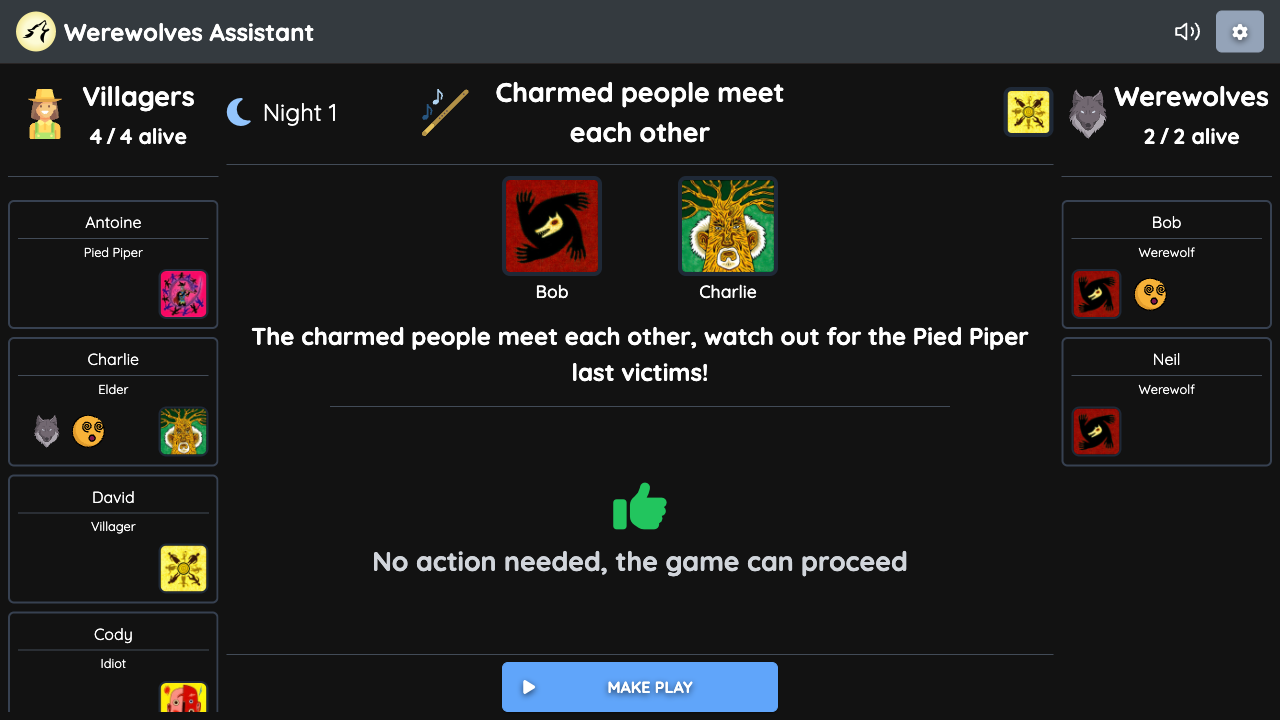 Werewolves Assistant
Villagers
4 / 4 alive
Night 1
Charmed people meet
each other
Werewolves
2 / 2 alive
Antoine
Pied Piper
Charlie
Elder
David
Villager
Cody
Idiot
Bob
Charlie
The charmed people meet each other, watch out for the Pied Piper
last victims!
No action needed, the game can proceed
MAKE PLAY
Bob
Werewolf
Neil
Werewolf